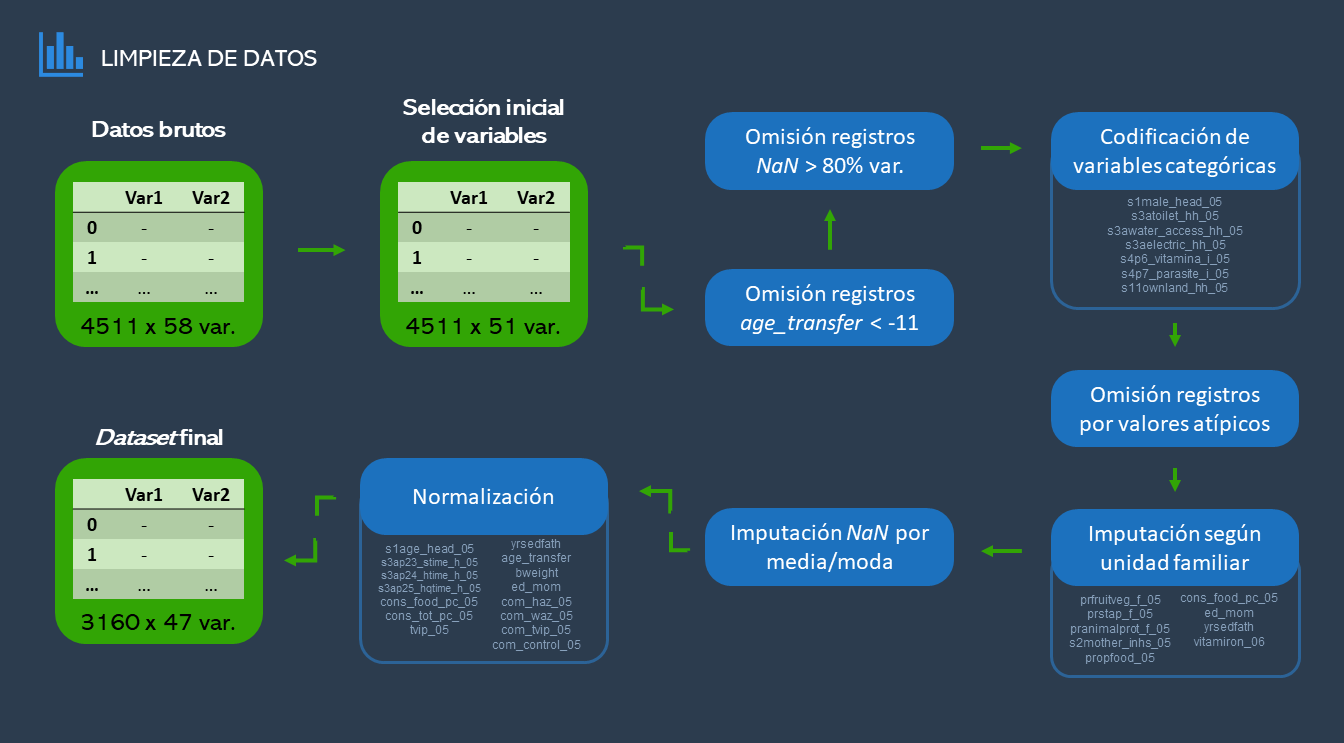 LIMPIEZA DE DATOS
Datos brutos
Var1 Var2
0 - -
1 - -
... ... ...
4511 x 58 var.
Selección inicial
de variables
Var1 Var2
0 - -
1 - -
... ... ...
4511 x 51 var.
Omisión registros
age_transfer < -11
Omisión registros
NaN > 80% var.
Codificación de
variables categóricas
s1male_head_05
s3atoilet_hh_05
s3awater_access_hh_05
s3aelectric_hh_05
s4p6_vitamina_i_05
s4p7_parasite_i_05
s11ownland_hh_05
Omisión registros
por valores atípicos
Imputación según
unidad familiar
prfruitveg_f_05
prstap_f_05
pranimalprot_f_05
s2mother_inhs_05
propfood_05
cons_food_pc_05
ed_mom
yrsedfath
vitamiron_06
Imputación NaN por
media/moda
Normalización
s1age_head_05
s3ap23_stime_h_05
s3ap24_htime_h_05
s3ap25_hqtime_h_05
cons_food_pc_05
cons_tot_pc_05
tvip_05
yrsedfath
age_transfer
bweight
ed_mom
com_haz_05
com_waz_05
com_tvip_05
com_control_05
Dataset final
Var1 Var2
0 - -
1 - -
... ... ...
3160 x 47 var.